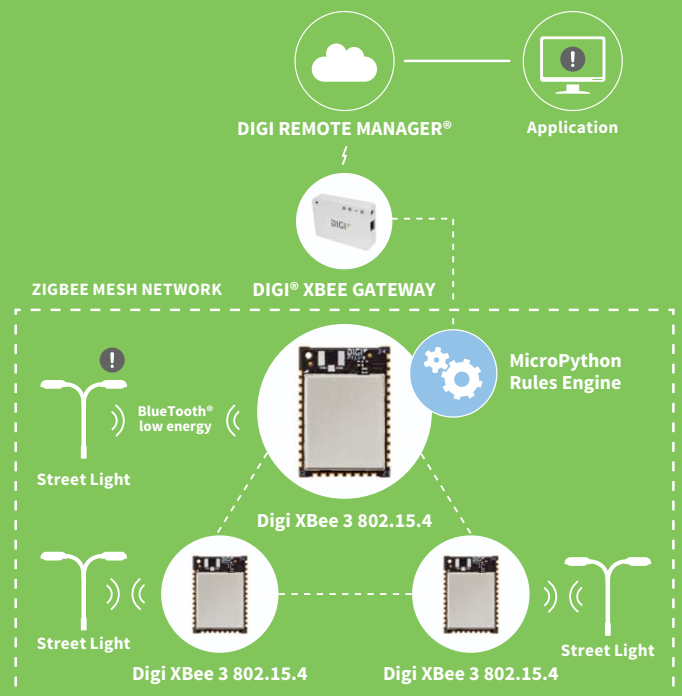 DIGI REMOTE MANAGER®
Application
DIGI
ZIGBEE MESH NETWORK
DIGI® XBEE GATEWAY
DIGI
MicroPython
Rules Engine
BlueTooth®
low energy
Street Light
Digi XBee 3 802.15.4
Street Light
Street Light
Digi XBee 3 802.15.4
Digi XBee 3 802.15.4